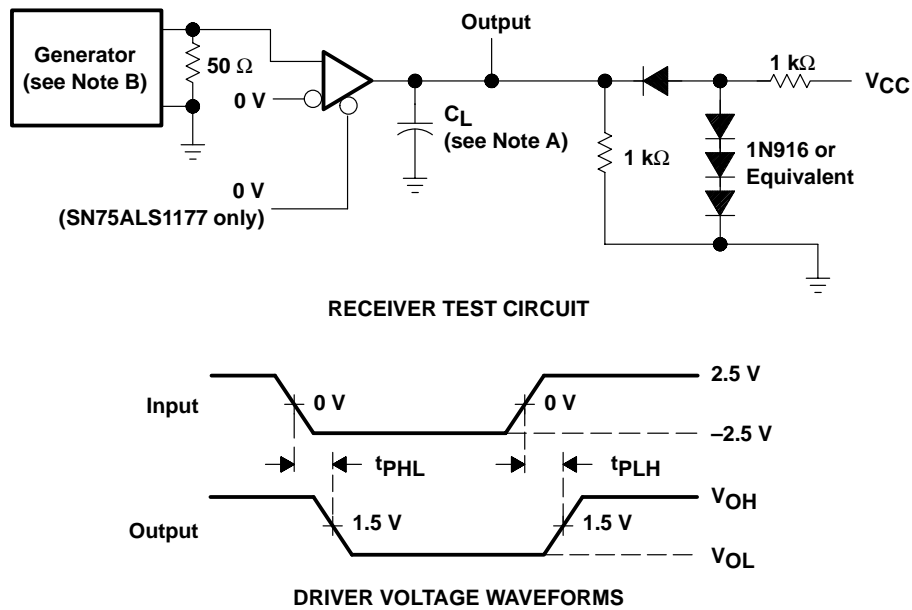 Output
Generator
(see Note B)
50 Ω
0 V
CL
(see Note A)
0 V
(SN75ALS1177 only)
1 kΩ
1 kΩ
VCC
1N916 or
Equivalent
RECEIVER TEST CIRCUIT
Input
0 V
0 V
2.5 V
–2.5 V
tPHL
tPLH
Output
1.5 V
1.5 V
VOH
VOL
DRIVER VOLTAGE WAVEFORMS